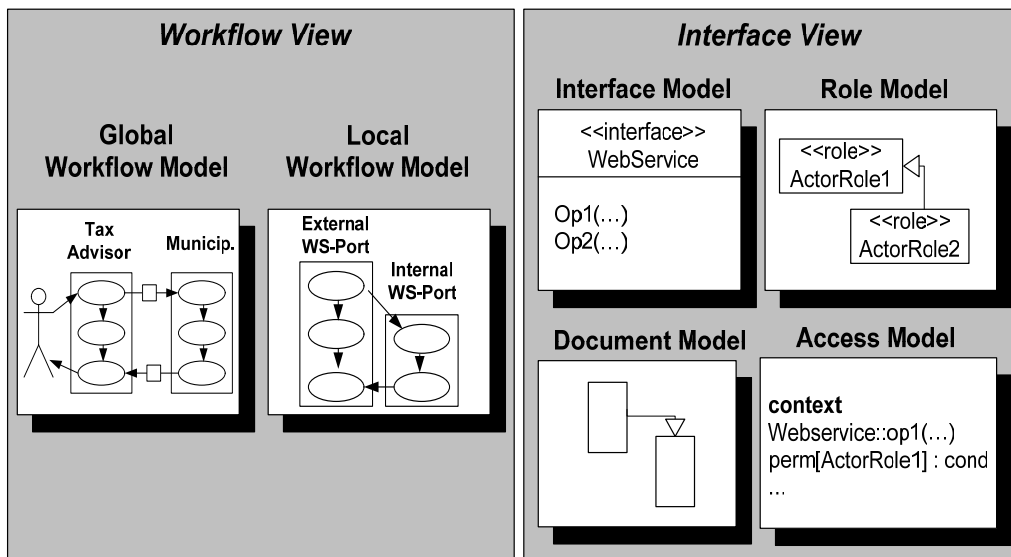 Workflow View
Global
Workflow Model
Local
Workflow Model
Tax
Advisor
Municip.
External
WS-Port
Internal
WS-Port
Interface View
Interface Model
Role Model
<<interface>>
WebService
Op1(...)
Op2(...)
<<role>>
ActorRole1
<<role>>
ActorRole2
Document Model
Access Model
context
Webservice::op1(...)
perm[ActorRole1] : cond
...